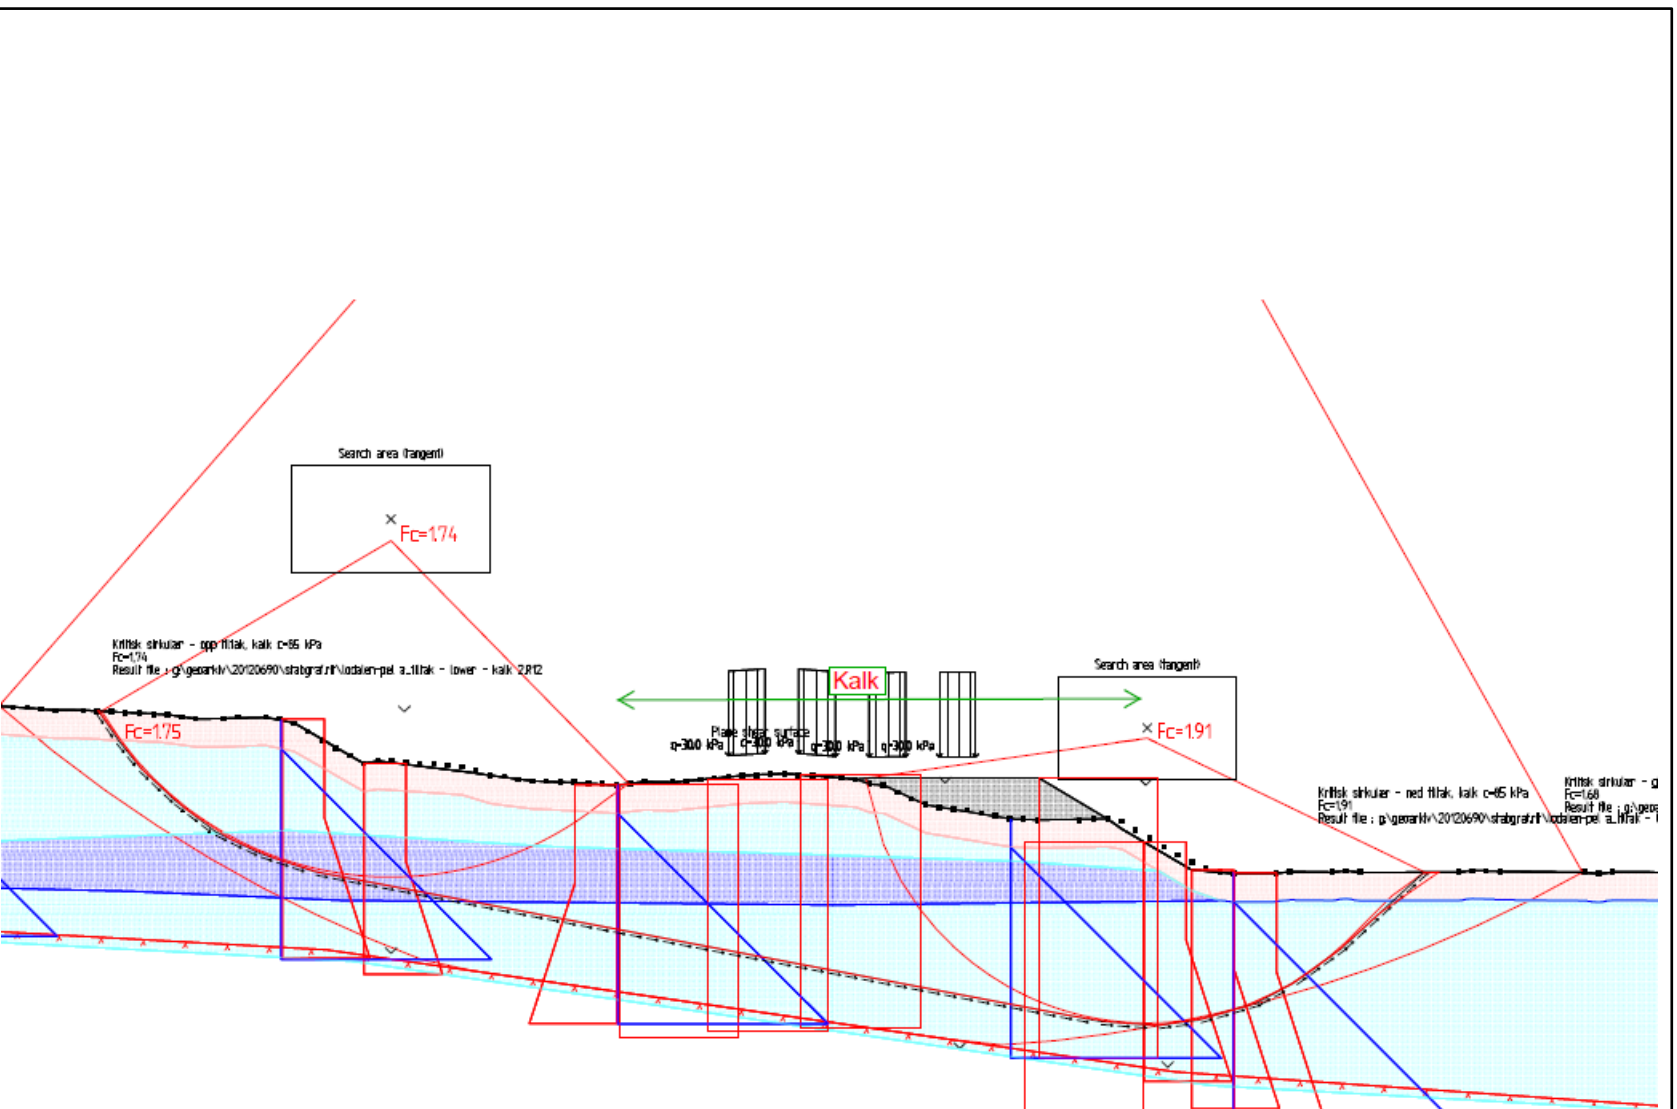 Search area (tangent)
Fc=1.74
Kritisk sirkulær - opp tiltak, kalk c=65 kPa
Fc=1,74
Result file : g:\geoarkiv\20120690\stabgraf.rit\lodalen-pel a_tiltak - lower - kalk 2.R12
Kalk
Search area (tangent)
Fc=1.75
Plane shear surface
Fc=1.91
q=30.0 kPa
q=30.0 kPa
q=30.0 kPa
q=30.0 kPa
Kritisk sirkulær - g
Fc=1.68
Result file : g:\geoa
Kritisk sirkulær - ned tiltak, kalk c=65 kPa
Fc=1,91
Result file : g:\geoarkiv\20120690\stabgraf.rit\lodalen-pel a_tiltak -